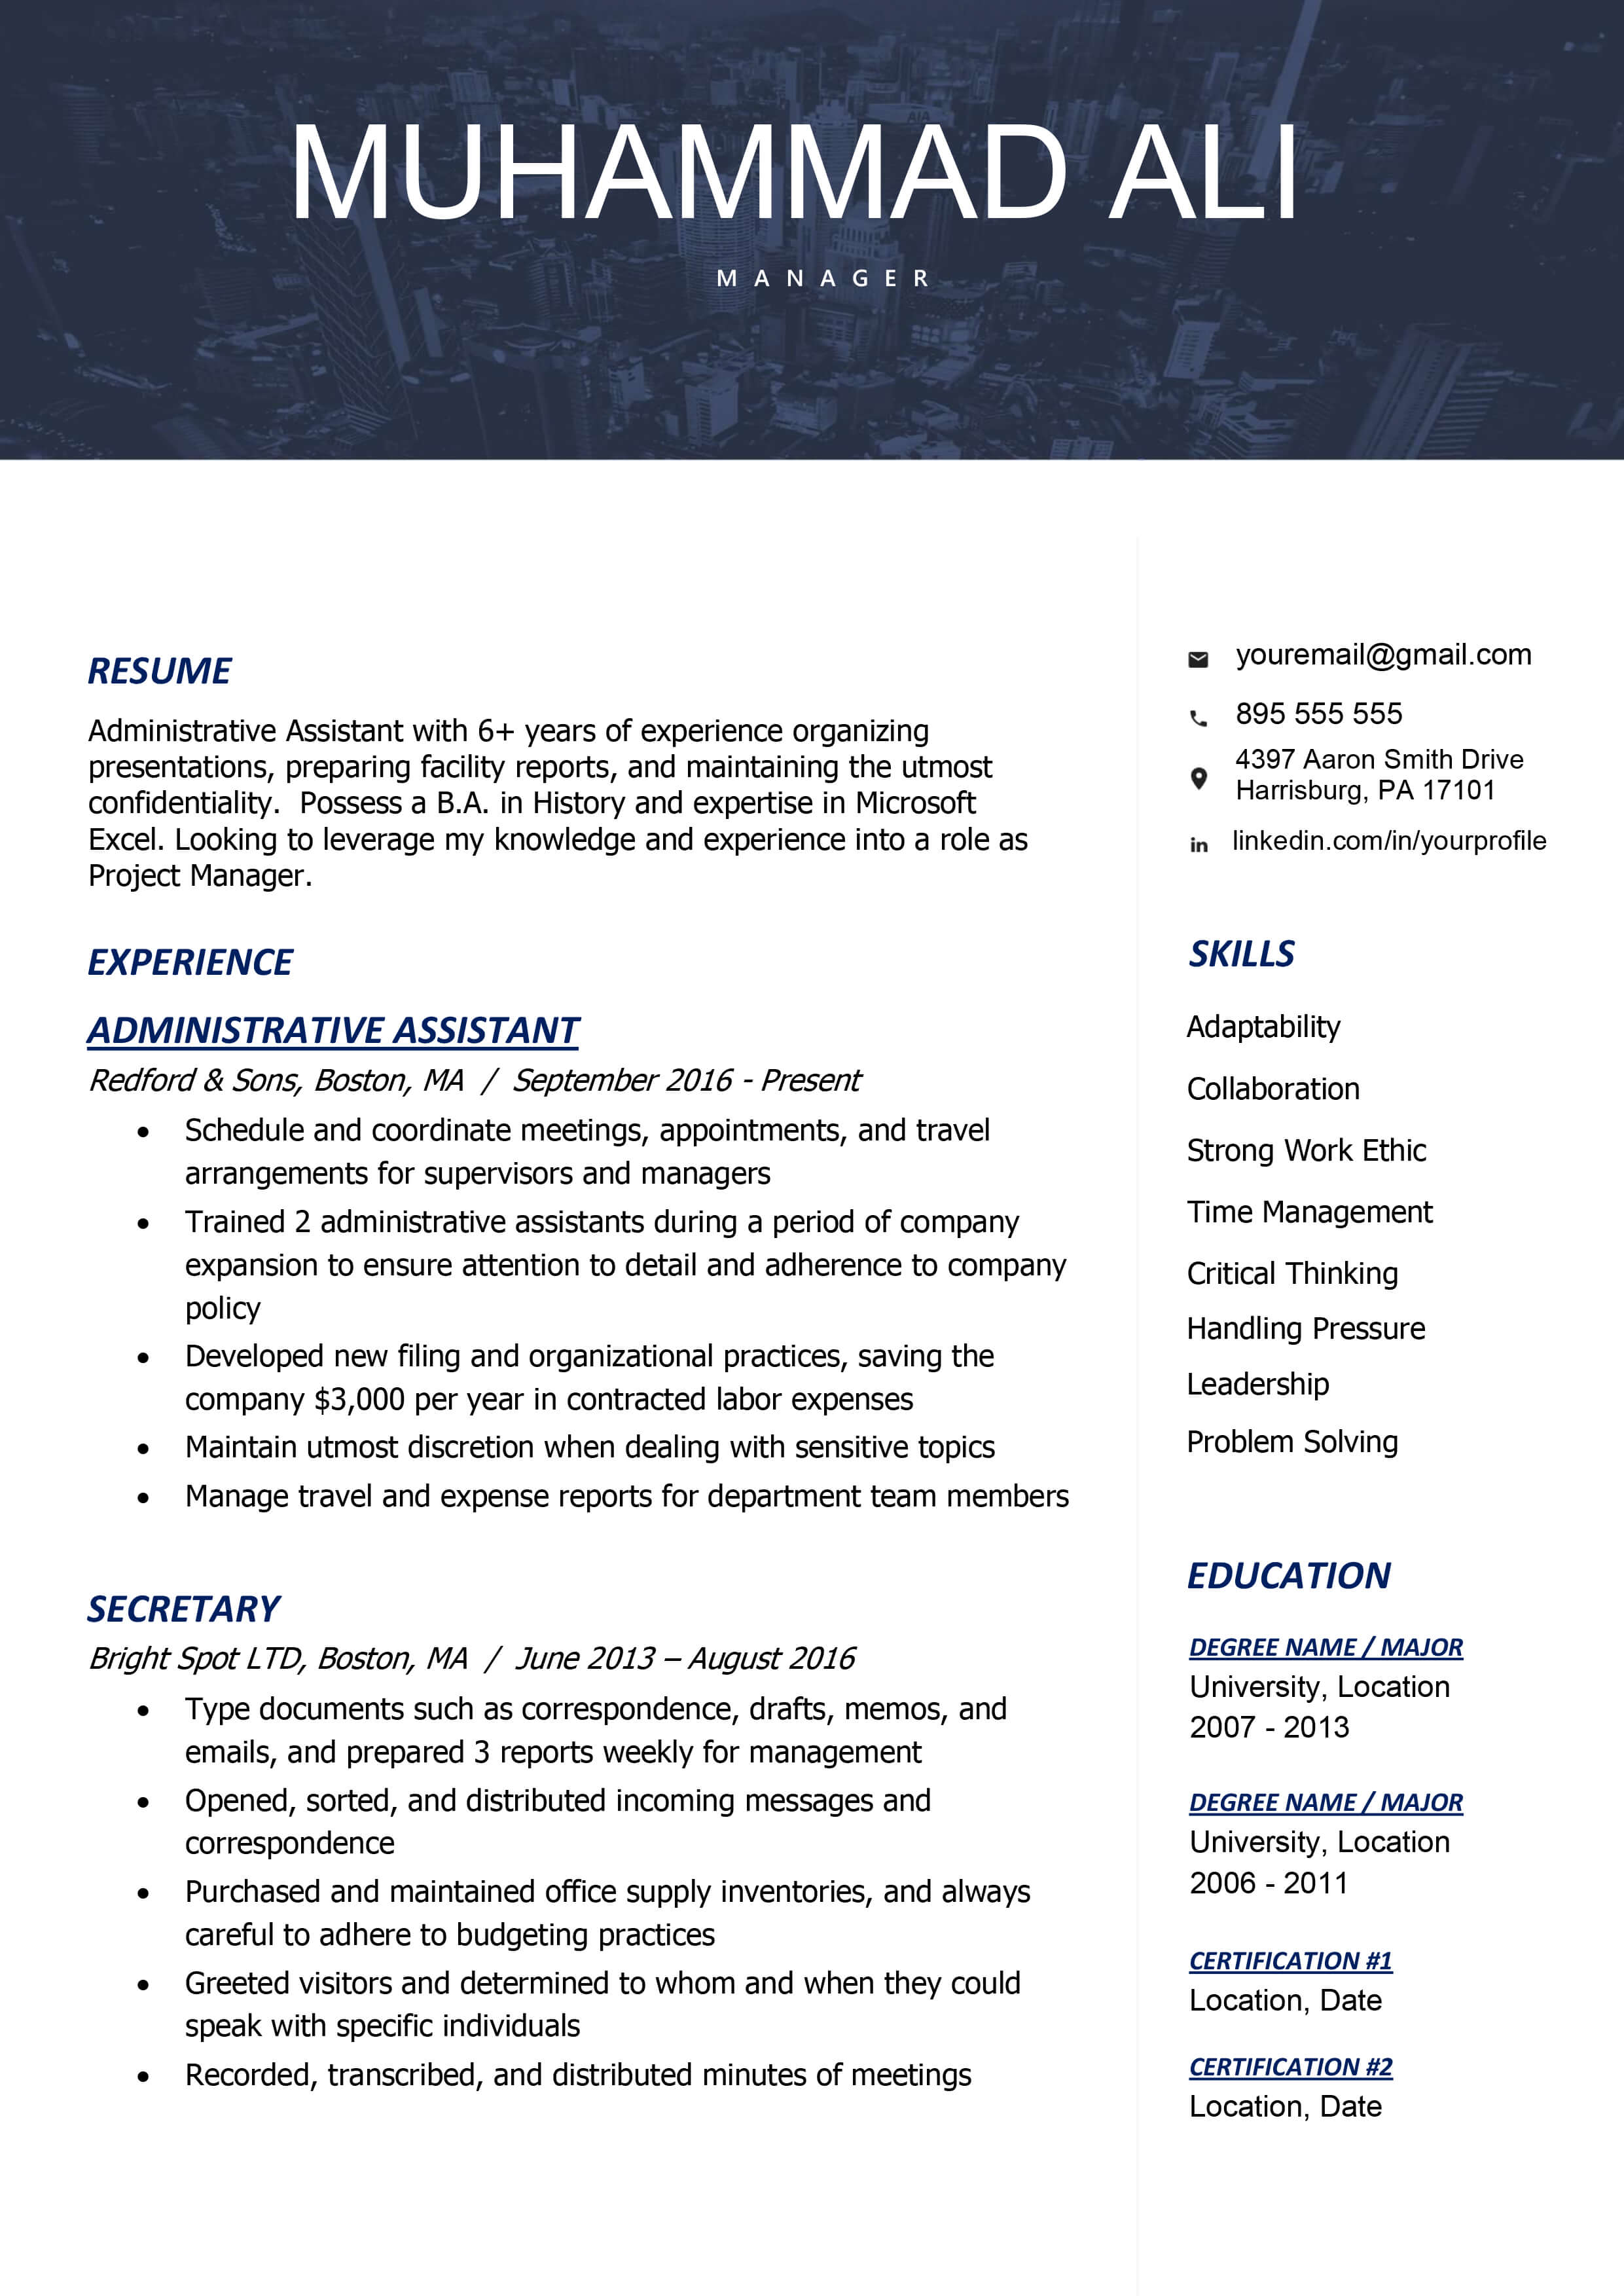 MUHAMMAD ALI
MANAGER
RESUME
Administrative Assistant with 6+ years of experience organizing
presentations, preparing facility reports, and maintaining the utmost
confidentiality.  Possess a B.A. in History and expertise in Microsoft
Excel. Looking to leverage my knowledge and experience into a role as
Project Manager.
EXPERIENCE
ADMINISTRATIVE ASSISTANT
Redford & Sons, Boston, MA  /  September 2016 - Present
• Schedule and coordinate meetings, appointments, and travel
arrangements for supervisors and managers
• Trained 2 administrative assistants during a period of company
expansion to ensure attention to detail and adherence to company
policy
• Developed new filing and organizational practices, saving the
company $3,000 per year in contracted labor expenses
• Maintain utmost discretion when dealing with sensitive topics
• Manage travel and expense reports for department team members
SECRETARY
Bright Spot LTD, Boston, MA  /  June 2013 – August 2016
• Type documents such as correspondence, drafts, memos, and
emails, and prepared 3 reports weekly for management
• Opened, sorted, and distributed incoming messages and
correspondence
• Purchased and maintained office supply inventories, and always
careful to adhere to budgeting practices
• Greeted visitors and determined to whom and when they could
speak with specific individuals
• Recorded, transcribed, and distributed minutes of meetings
youremail@gmail.com
895 555 555
4397 Aaron Smith Drive
Harrisburg, PA 17101
in linkedin.com/in/yourprofile
SKILLS
Adaptability
Collaboration
Strong Work Ethic
Time Management
Critical Thinking
Handling Pressure
Leadership
Problem Solving
EDUCATION
DEGREE NAME / MAJOR
University, Location
2007 - 2013
DEGREE NAME / MAJOR
University, Location
2006 - 2011
CERTIFICATION #1
Location, Date
CERTIFICATION #2
Location, Date